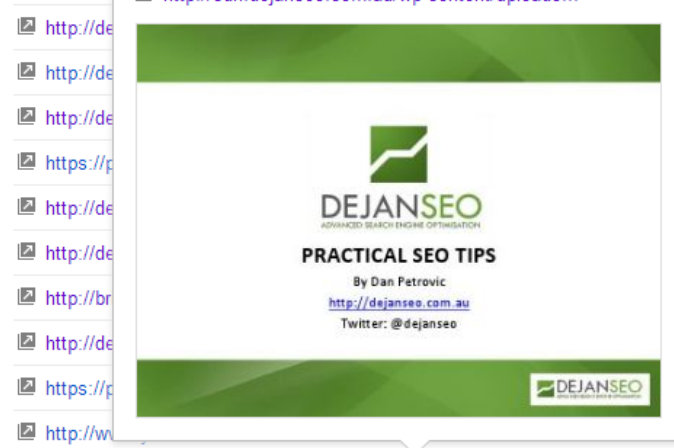 http://de
http://de
http://de
https://p
http://de
http://de
http://br
http://de
https://p
http://w
DEJANSEO
ADVANCED SEARCH ENGINE OPTIMISATION
PRACTICAL SEO TIPS
By Dan Petrovic
http://dejanseo.com.au
Twitter: @dejanseo
DEJANSEO